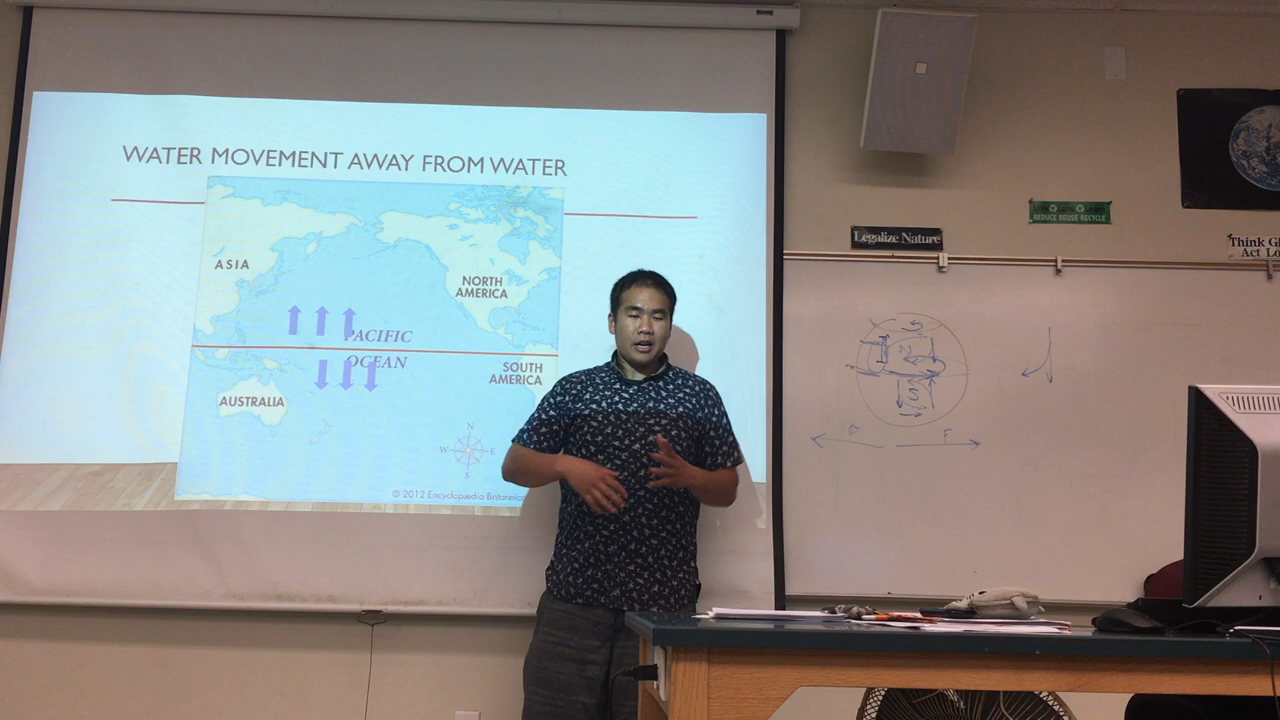 WATER MOVEMENT AWAY FROM WATER
ASIA
NORTH
AMERICA
PACIFIC
OCEAN
SOUTH
AMERICA
AUSTRALIA
N
W
E
S
© 2012 Encyclopædia Britannica
Legalize Nature
REDUCE REUSE RECYCLE
Think Gl
Act Lo
F